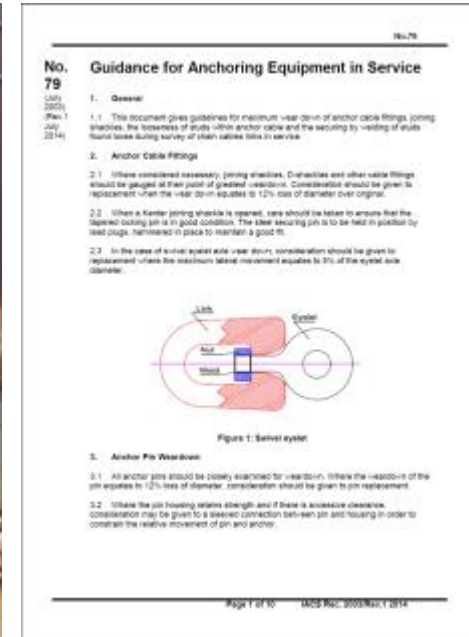 No.79
No.
79
(July
2003)
(Rev.1
July
2014)
Guidance for Anchoring Equipment in Service
1. General
1.1 This document gives guidelines for maximum wear down of anchor cable fittings, joining
shackles, the looseness of studs within anchor cable and the securing by welding of studs
found loose during survey of chain cables links in service.
2. Anchor Cable Fittings
2.1 Where considered necessary, joining shackles, D-shackles and other cable fittings
should be gauged at their point of greatest weardown. Consideration should be given to
replacement when the wear down equates to 12% loss of diameter over original.
2.2 When a Kenter joining shackle is opened, care should be taken to ensure that the
tapered locking pin is in good condition. The steel securing pin is to be held in position by
lead plugs, hammered in place to maintain a good fit.
2.3 In the case of swivel eyelet axle wear down, consideration should be given to
replacement where the maximum lateral movement equates to 9% of the eyelet axle
diameter.
Link
Eyelet
Nut
Weld
Figure 1: Swivel eyelet
3. Anchor Pin Weardown
3.1 All anchor pins should be closely examined for weardown. Where the weardown of the
pin equates to 12% loss of diameter, consideration should be given to pin replacement.
3.2 Where the pin housing retains strength and if there is excessive clearance,
consideration may be given to a sleeved connection between pin and housing in order to
constrain the relative movement of pin and anchor.
Page 1 of 10
IACS Rec. 2003/Rev.1 2014